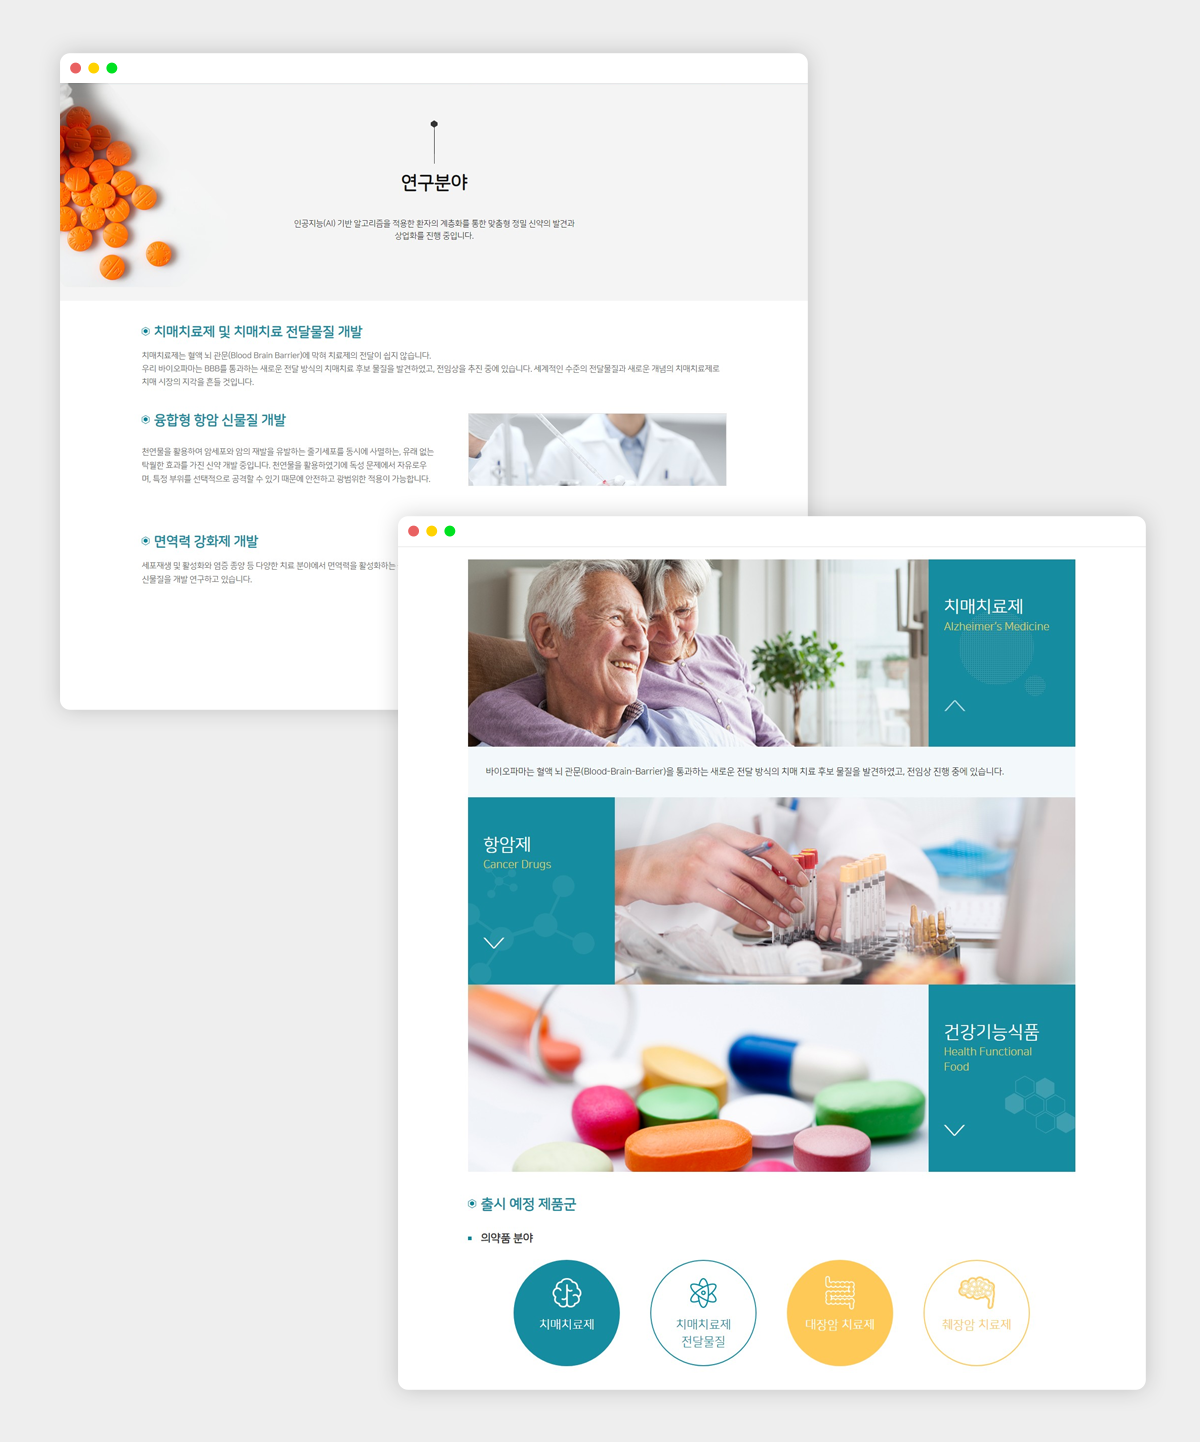 연구분야
인공지능(AI) 기반 알고리즘을 적용한 환자의 계층화를 통한 맞춤형 정밀 신약의 발견과
상업화를 진행 중입니다.
치매치료제 및 치매치료 전달물질 개발
치매치료제는 혈액 뇌 관문(Blood Brain Barrier)에 막혀 치료제의 전달이 쉽지 않습니다.
우리 바이오파마는 BBB를 통과하는 새로운 전달 방식의 치매치료 후보 물질을 발견하였고, 전임상을 추진 중에 있습니다. 세계적인 수준의 전달물질과 새로운 개념의 치매치료제로
치매 시장의 지각을 흔들 것입니다.
융합형 항암 신물질 개발
천연물을 활용하여 암세포와 암의 재발을 유발하는 줄기세포를 동시에 사멸하는, 유래 없는
탁월한 효과를 가진 신약 개발 중입니다. 천연물을 활용하였기에 독성 문제에서 자유로우
며, 특정 부위를 선택적으로 공격할 수 있기 때문에 안전하고 광범위한 적용이 가능합니다.
면역력 강화제 개발
세포재생 및 활성화와 염증 종양 등 다양한 치료 분야에서 면역력을 활성화하는
신물질을 개발 연구하고 있습니다.
치매치료제
Alzheimer's Medicine
바이오파마는 혈액 뇌 관문(Blood-Brain-Barrier)을 통과하는 새로운 전달 방식의 치매 치료 후보 물질을 발견하였고, 전임상 진행 중에 있습니다.
항암제
Cancer Drugs
건강기능식품
Health Functional
Food
출시 예정 제품군
의약품 분야
치매치료제
치매치료제
전달물질
대장암 치료제
췌장암 치료제